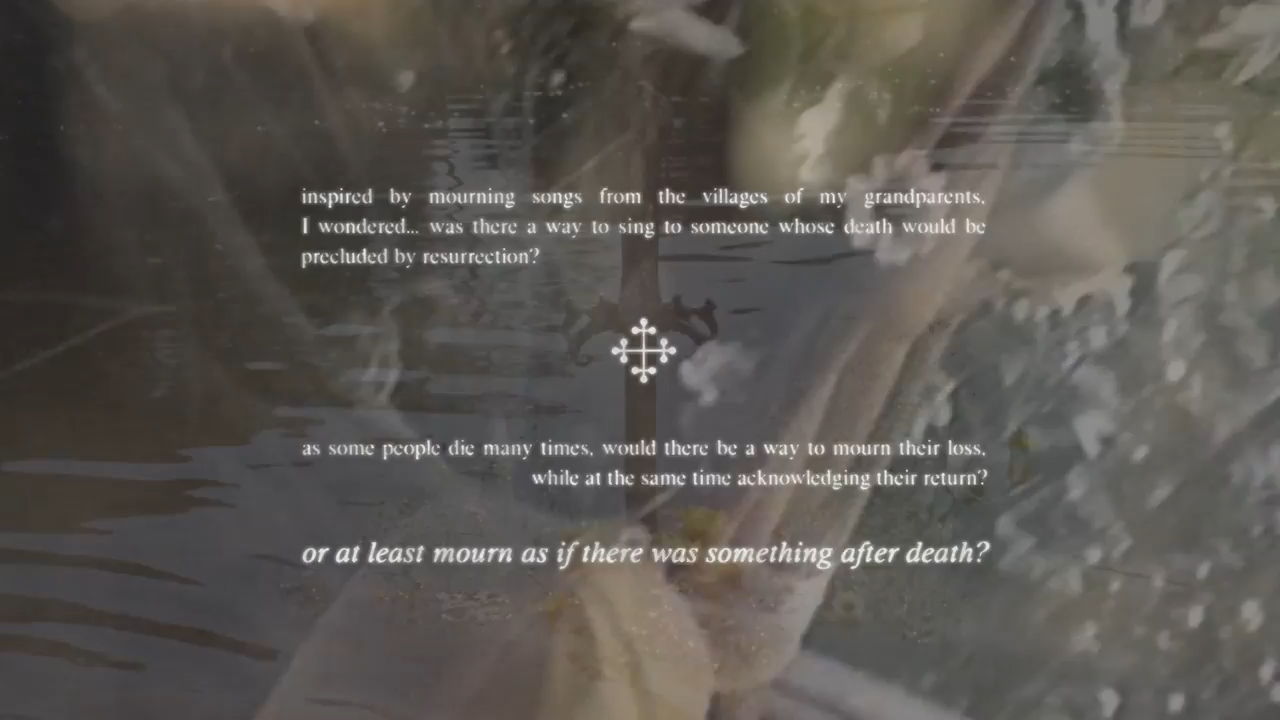 inspired by mourning songs from the villages of my grandparents,
I wondered... was there a way to sing to someone whose death would be
precluded by resurrection?
as some people die many times, would there be a way to mourn their loss,
while at the same time acknowledging their return?
or at least mourn as if there was something after death?